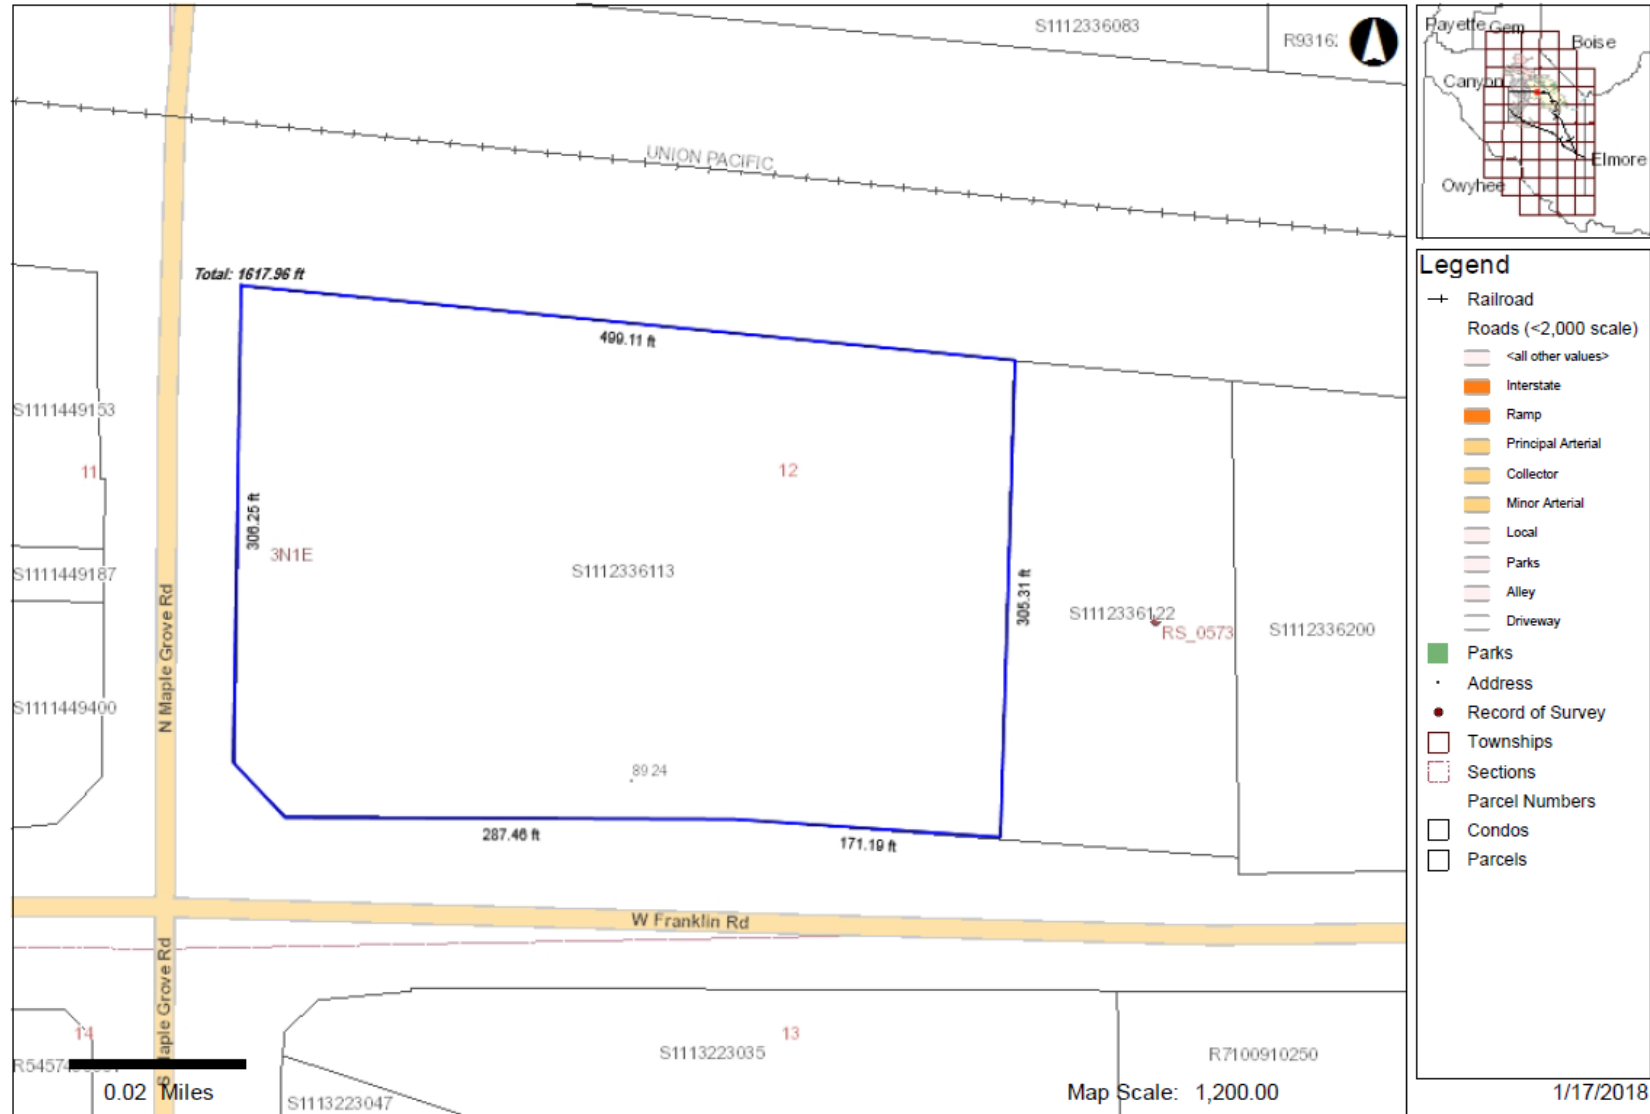 S1112336083
UNION PACIFIC
Total: 1617.96 ft
499.11 ft
S1111449153
11
12
306.25 ft
3N1E
S1112336113
S1111449187
305.31 ft
S1112336122
RS_0573
S1112336200
N Maple Grove Rd
S1111449400
8924
287.46 ft
171.19 ft
W Franklin Rd
S Maple Grove Rd
14
13
S1113223035
R7100910250
0.02 Miles
S1113223047
Map Scale: 1,200.00
Payette Gem
Boise
Canyon
Elmore
Owyhee
Legend
Railroad
Roads (<2,000 scale)
<all other values>
Interstate
Ramp
Principal Arterial
Collector
Minor Arterial
Local
Parks
Alley
Driveway
Parks
Address
Record of Survey
Townships
Sections
Parcel Numbers
Condos
Parcels
1/17/2018